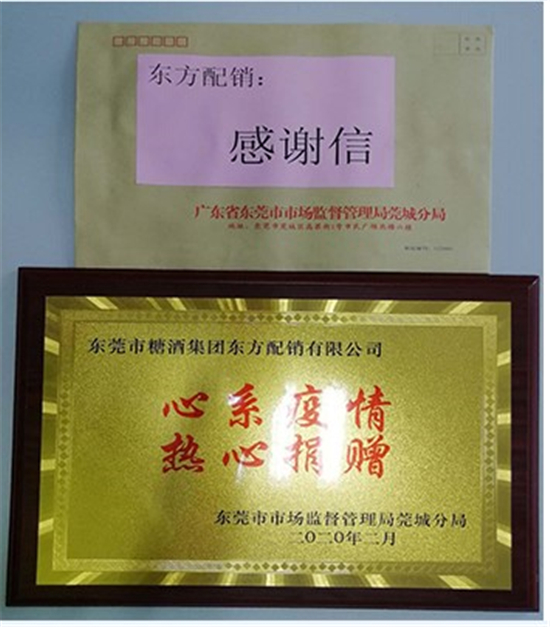 东方配销：
感谢信
广东省东莞市市场监督管理局莞城分局
东莞市糖酒集团东方配销有限公司
心系疫情
热心捐赠
东莞市市场监督管理局莞城分局
二〇二〇年二月